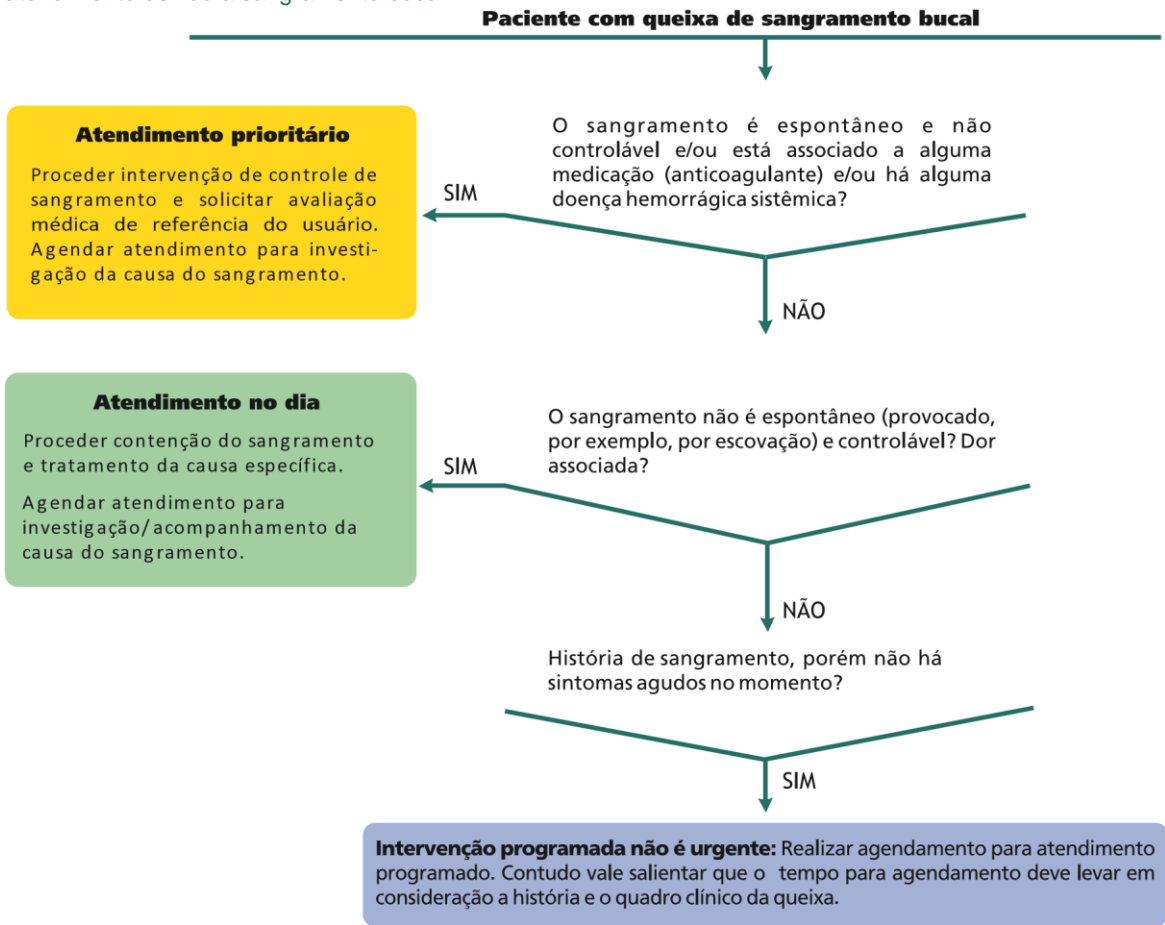 Paciente com queixa de sangramento bucal
O sangramento é espontâneo e não
controlável e/ou está associado a alguma
medicação (anticoagulante) e/ou há alguma
doença hemorrágica sistêmica?
SIM
Atendimento prioritário
Proceder intervenção de controle de
sangramento e solicitar avaliação
médica de referência do usuário.
Agendar atendimento para investi-
gação da causa do sangramento.
NÃO
O sangramento não é espontâneo (provocado,
por exemplo, por escovação) e controlável? Dor
associada?
SIM
Atendimento no dia
Proceder contenção do sangramento
e tratamento da causa específica.
Agendar atendimento para
investigação/acompanhamento da
causa do sangramento.
NÃO
História de sangramento, porém não há
sintomas agudos no momento?
SIM
Intervenção programada não é urgente: Realizar agendamento para atendimento
programado. Contudo vale salientar que o tempo para agendamento deve levar em
consideração a história e o quadro clínico da queixa.